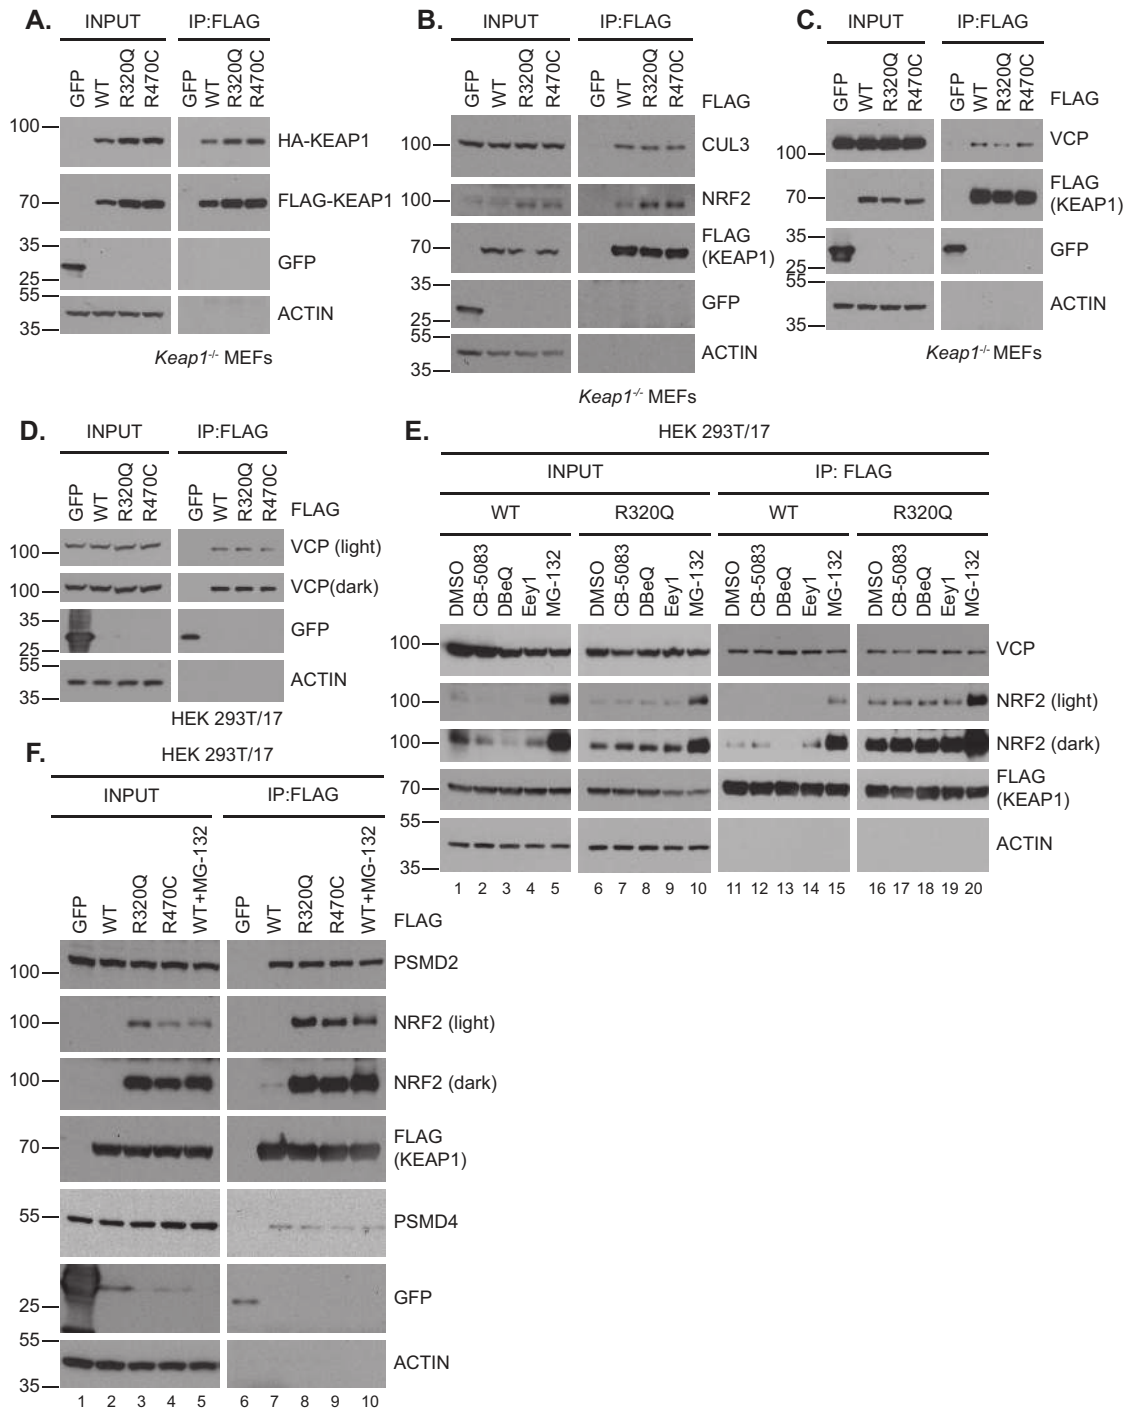 A.
INPUT IP:FLAG
GFP WT R320Q R470C GFP WT R320Q R470C
100
HA-KEAP1
70
FLAG-KEAP1
35
GFP
25
55
ACTIN
35
Keap1-/- MEFs
B.
INPUT IP:FLAG
GFP WT R320Q R470C GFP WT R320Q R470C
FLAG
100
CUL3
100
NRF2
70
FLAG
(KEAP1)
35
GFP
25
55
ACTIN
35
Keap1-/- MEFs
C.
INPUT IP:FLAG
GFP WT R320Q R470C GFP WT R320Q R470C
FLAG
VCP
100
70
FLAG
(KEAP1)
35
GFP
25
55
ACTIN
35
Keap1-/- MEFs
D.
INPUT IP:FLAG
GFP WT R320Q R470C GFP WT R320Q R470C
FLAG
100 VCP (light)
100 VCP(dark)
35
GFP
25
55
ACTIN
35
HEK 293T/17
E.
HEK 293T/17
INPUT IP: FLAG
WT R320Q WT R320Q
DMSO CB-5083 DBeQ Eey1 MG-132 DMSO CB-5083 DBeQ Eey1 MG-132 DMSO CB-5083 DBeQ Eey1 MG-132 DMSO CB-5083 DBeQ Eey1 MG-132
100 VCP
100 NRF2 (light)
100 NRF2 (dark)
70 FLAG
(KEAP1)
55
ACTIN
35
1 2 3 4 5 6 7 8 9 10 11 12 13 14 15 16 17 18 19 20
F.
HEK 293T/17
INPUT IP:FLAG
GFP WT R320Q R470C WT+MG-132 GFP WT R320Q R470C WT+MG-132
FLAG
PSMD2
100
100 NRF2 (light)
100 NRF2 (dark)
70 FLAG
(KEAP1)
55 PSMD4
GFP
25
55
ACTIN
35
1 2 3 4 5 6 7 8 9 10